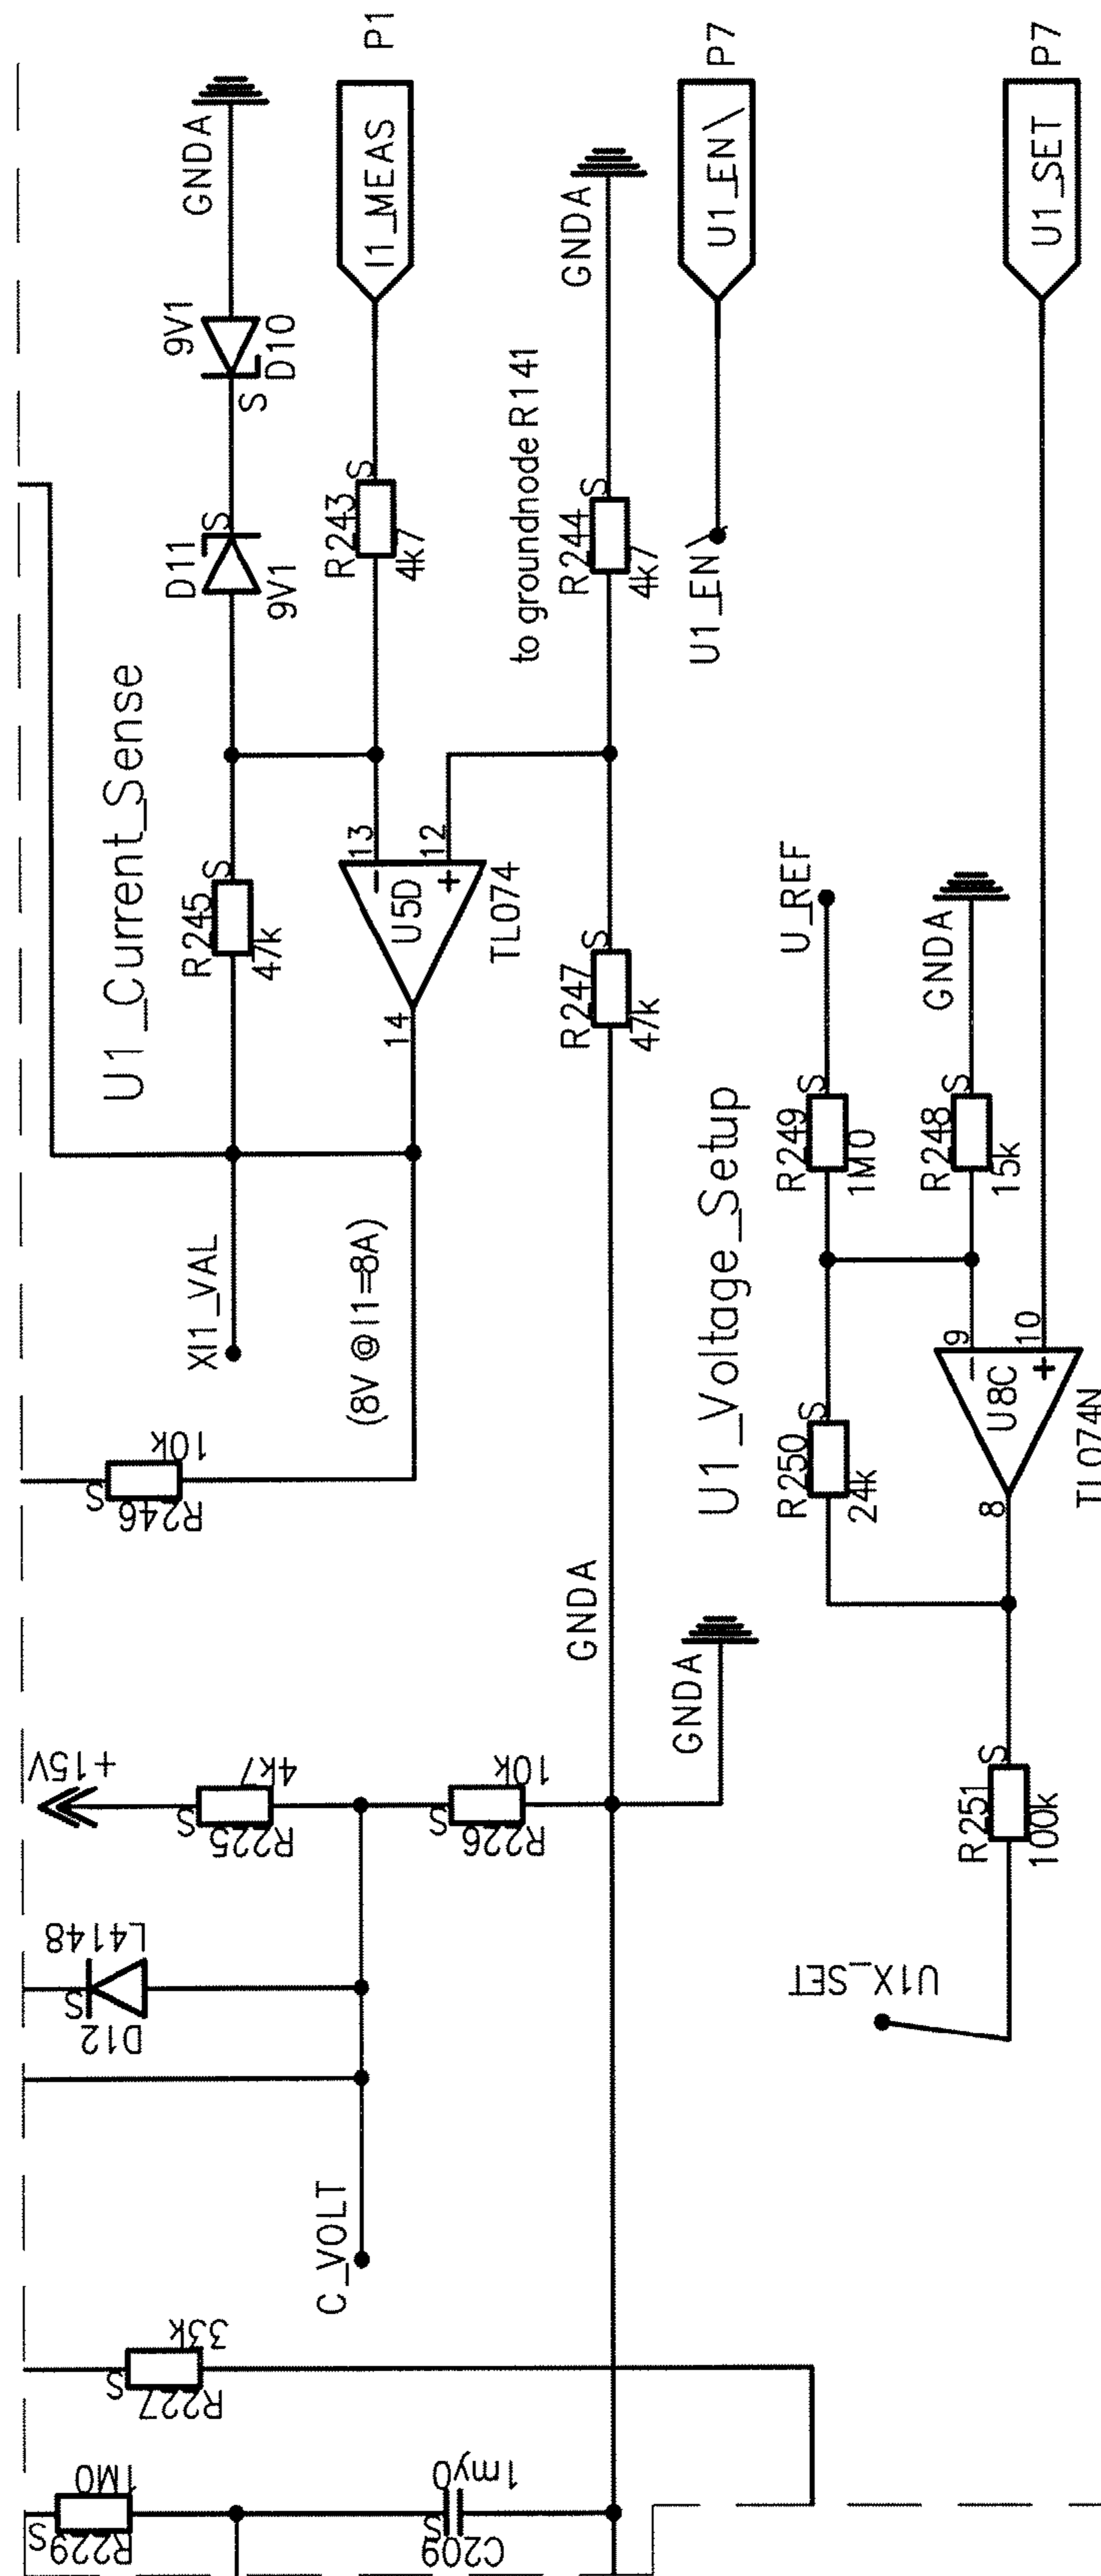 P1
GNDA
I1_MEAS
9V1
D10
S
GNDA
P7
U1_EN\
P7
U1_SET
D11
S
9V1
R243
S
4k7
to groundnode R141
R244
S
4k7
U1_EN\
U1_Current_Sense
R245
S
47k
13
12
U5D
TL074
14
R247
S
47k
U_REF
GNDA
XI1_VAL
(8V @ I1=8A)
U1_Voltage_Setup
R249
S
1M0
R248
S
15k
9
10
U8C
TL074N
8
R250
S
24k
10k
S
R246
GNDA
GNDA
+15V
4k7
S
R225
10k
S
R226
R251
S
100k
L4148
S
D12
U1X_SET
C_VOLT
33k
S
R227
1M0
S
R229
1my0
S
C209